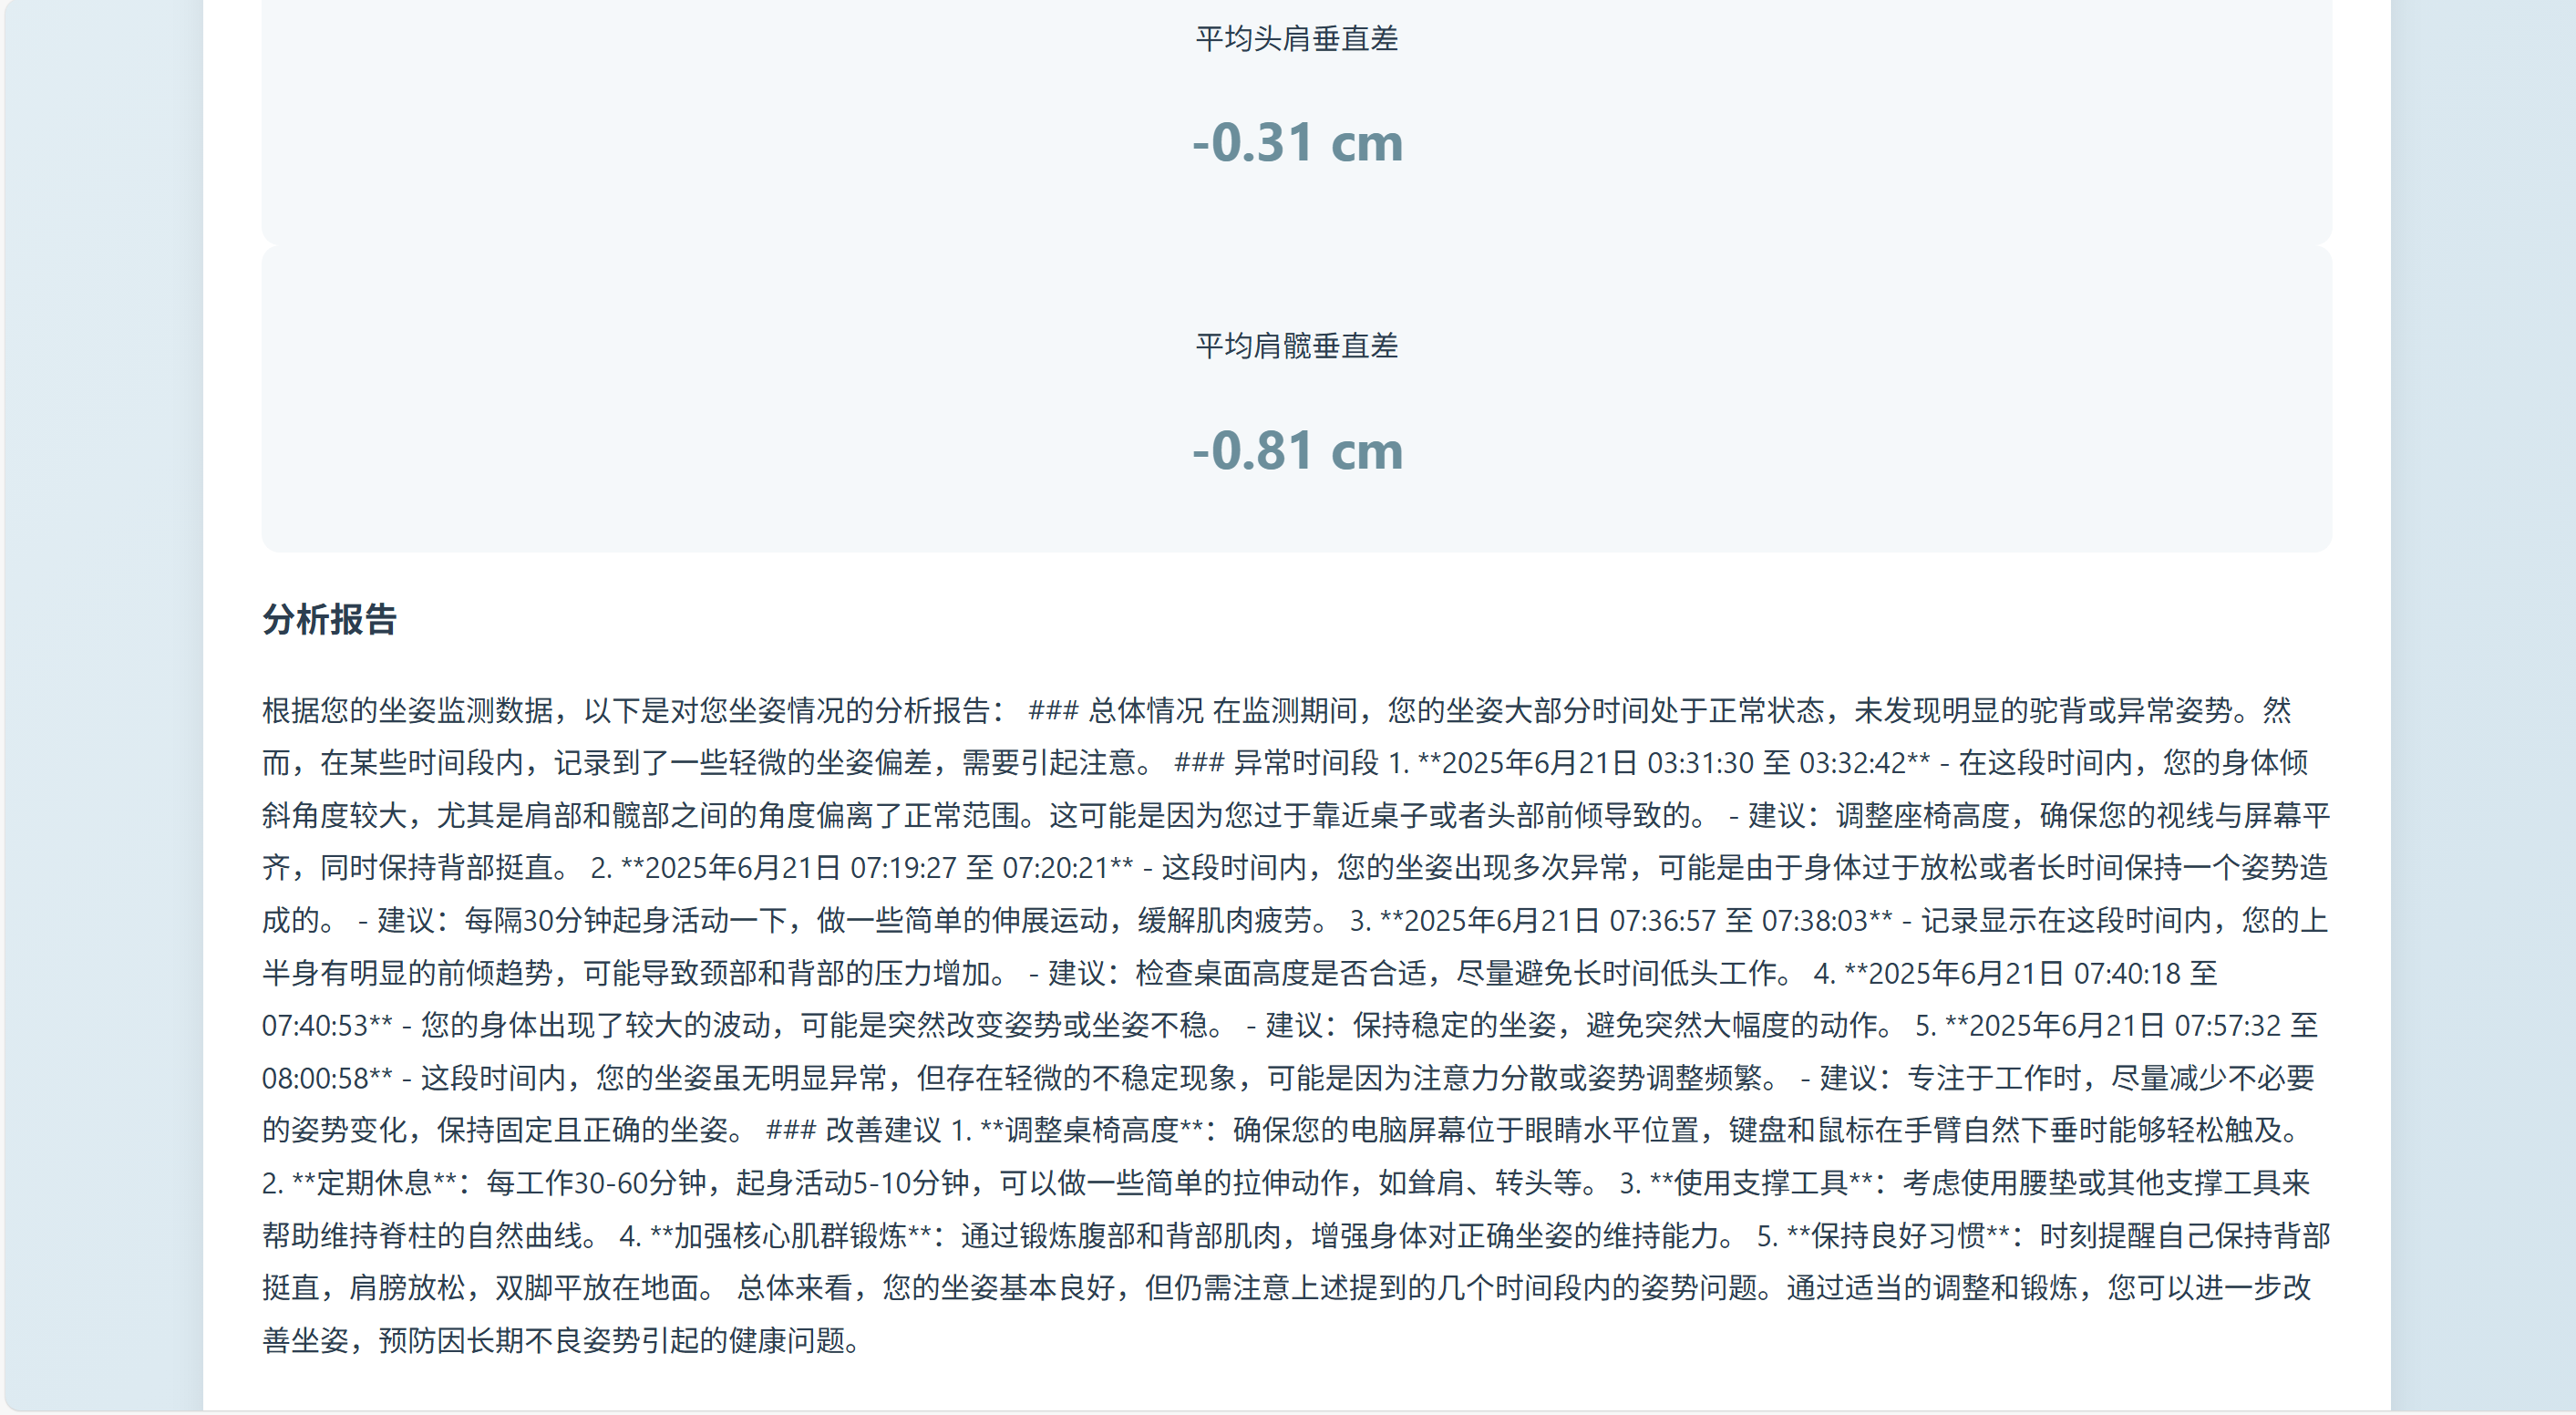 平均头肩垂直差
-0.31 cm
平均肩髋垂直差
-0.81 cm
分析报告
根据您的坐姿监测数据，以下是对您坐姿情况的分析报告： ### 总体情况 在监测期间，您的坐姿大部分时间处于正常状态，未发现明显的驼背或异常姿势。然
而，在某些时间段内，记录到了一些轻微的坐姿偏差，需要引起注意。 ### 异常时间段 1. **2025年6月21日 03:31:30 至 03:32:42** - 在这段时间内，您的身体倾
斜角度较大，尤其是肩部和髋部之间的角度偏离了正常范围。这可能是因为您过于靠近桌子或者头部前倾导致的。 - 建议：调整座椅高度，确保您的视线与屏幕平
齐，同时保持背部挺直。 2. **2025年6月21日 07:19:27 至 07:20:21** - 这段时间内，您的坐姿出现多次异常，可能是由于身体过于放松或者长时间保持一个姿势造
成的。 - 建议：每隔30分钟起身活动一下，做一些简单的伸展运动，缓解肌肉疲劳。 3. **2025年6月21日 07:36:57 至 07:38:03** - 记录显示在这段时间内，您的上
半身有明显的前倾趋势，可能导致颈部和背部的压力增加。 - 建议：检查桌面高度是否合适，尽量避免长时间低头工作。 4. **2025年6月21日 07:40:18 至
07:40:53** - 您的身体出现了较大的波动，可能是突然改变姿势或坐姿不稳。 - 建议：保持稳定的坐姿，避免突然大幅度的动作。 5. **2025年6月21日 07:57:32 至
08:00:58** - 这段时间内，您的坐姿虽无明显异常，但存在轻微的不稳定现象，可能是因为注意力分散或姿势调整频繁。 - 建议：专注于工作时，尽量减少不必要
的姿势变化，保持固定且正确的坐姿。 ### 改善建议 1. **调整桌椅高度**：确保您的电脑屏幕位于眼睛水平位置，键盘和鼠标在手臂自然下垂时能够轻松触及。
2. **定期休息**：每工作30-60分钟，起身活动5-10分钟，可以做一些简单的拉伸动作，如耸肩、转头等。 3. **使用支撑工具**：考虑使用腰垫或其他支撑工具来
帮助维持脊柱的自然曲线。 4. **加强核心肌群锻炼**：通过锻炼腹部和背部肌肉，增强身体对正确坐姿的维持能力。 5. **保持良好习惯**：时刻提醒自己保持背部
挺直，肩膀放松，双脚平放在地面。 总体来看，您的坐姿基本良好，但仍需注意上述提到的几个时间段内的姿势问题。通过适当的调整和锻炼，您可以进一步改
善坐姿，预防因长期不良姿势引起的健康问题。